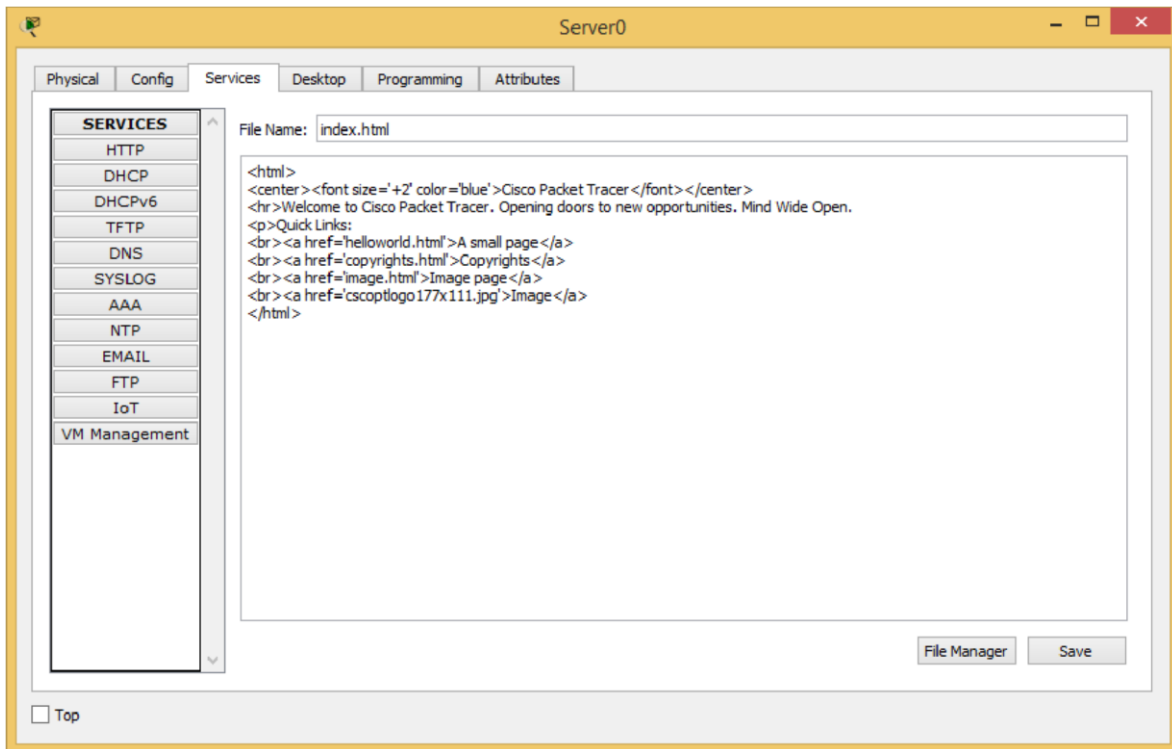 Server0
Physical Config Services Desktop Programming Attributes
SERVICES
HTTP
DHCP
DHCPv6
TFTP
DNS
SYSLOG
AAA
NTP
EMAIL
FTP
IoT
VM Management
File Name: index.html
<html>
<center><font size='+2' color='blue'>Cisco Packet Tracer</font></center>
<hr>Welcome to Cisco Packet Tracer. Opening doors to new opportunities. Mind Wide Open.
<p>Quick Links:
<br><a href='helloworld.html'>A small page</a>
<br><a href='copyrights.html'>Copyrights</a>
<br><a href='image.html'>Image page</a>
<br><a href='cscoptlogo177x111.jpg'>Image</a>
</html>
File Manager Save
Top